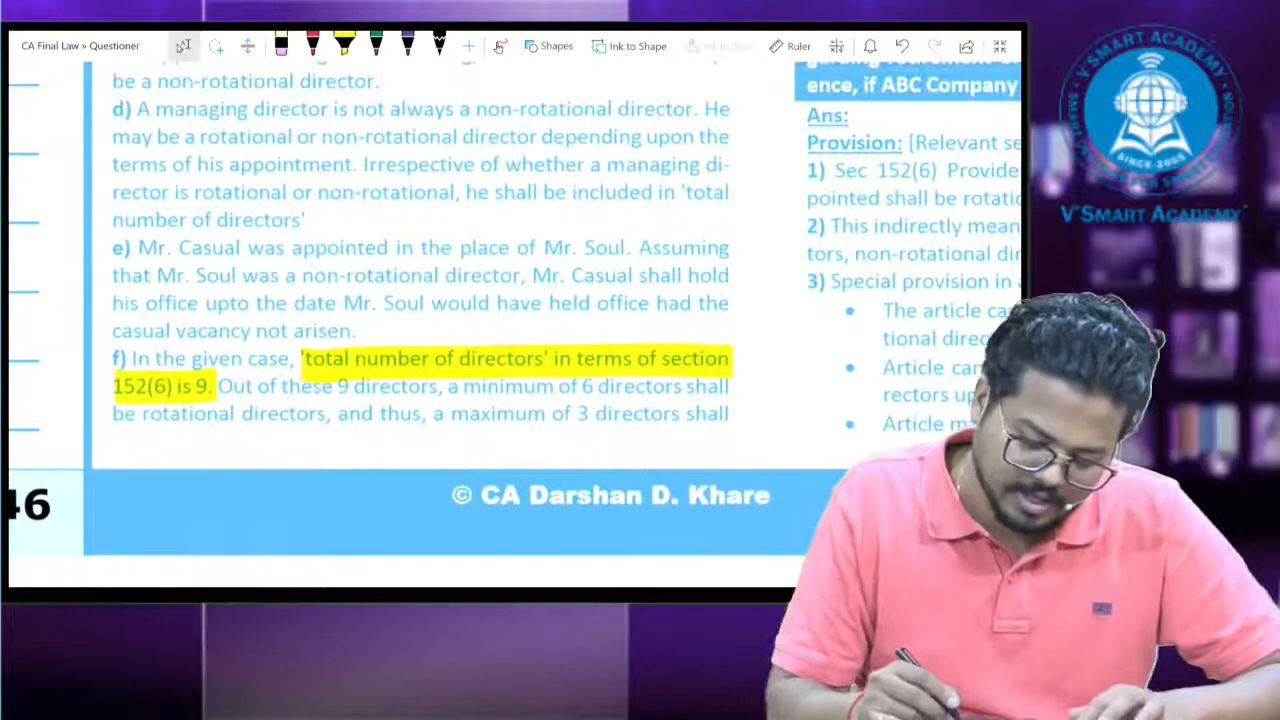 CA Final Law » Questioner
Shapes
Ink to Shape
Ruler
be a non-rotational director.
d) A managing director is not always a non-rotational director. He
may be a rotational or non-rotational director depending upon the
terms of his appointment. Irrespective of whether a managing di-
rector is rotational or non-rotational, he shall be included in 'total
number of directors'
e) Mr. Casual was appointed in the place of Mr. Soul. Assuming
that Mr. Soul was a non-rotational director, Mr. Casual shall hold
his office upto the date Mr. Soul would have held office had the
casual vacancy not arisen.
f) In the given case, 'total number of directors' in terms of section
152(6) is 9. Out of these 9 directors, a minimum of 6 directors shall
be rotational directors, and thus, a maximum of 3 directors shall
46
© CA Darshan D. Khare
ence, if ABC Company
Ans:
Provision: [Relevant se
1) Sec 152(6) Provide
pointed shall be rotati
2) This indirectly mean
tors, non-rotational di
3) Special provision in
• The article ca
tional direc
• Article can
rectors up
• Article m
V'SMART ACADEMY
SINCE 2005
V'SMART ACADEMY